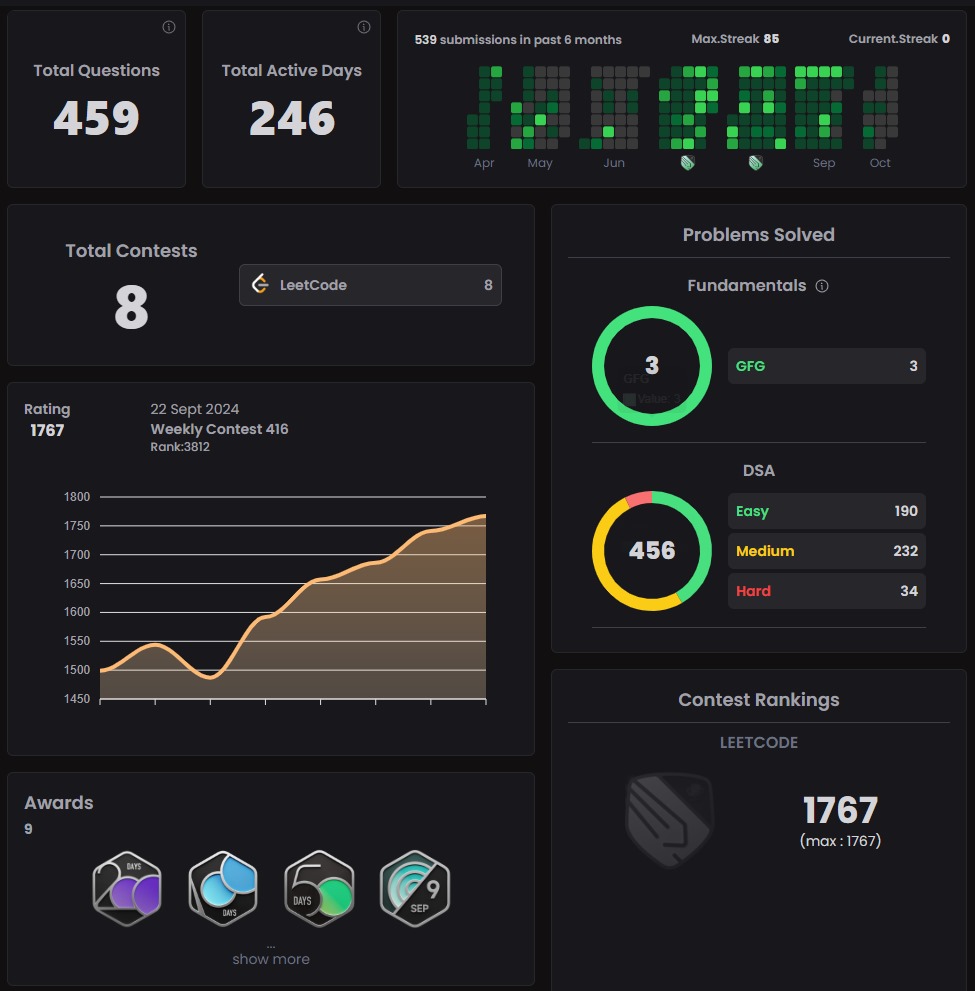 Total Questions
459
Total Active Days
246
539 submissions in past 6 months
Max.Streak 85
Current.Streak 0
Apr May Jun Sep Oct
Total Contests
8
LeetCode 8
Rating
1767
22 Sept 2024
Weekly Contest 416
Rank:3812
1800
1750
1700
1650
1600
1550
1500
1450
Awards
9
DAYS
DAYS
5
DAYS
9
SEP
...
show more
Problems Solved
Fundamentals
3
GFG
Value: 3
GFG 3
DSA
456
Easy 190
Medium 232
Hard 34
Contest Rankings
LEETCODE
1767
(max : 1767)